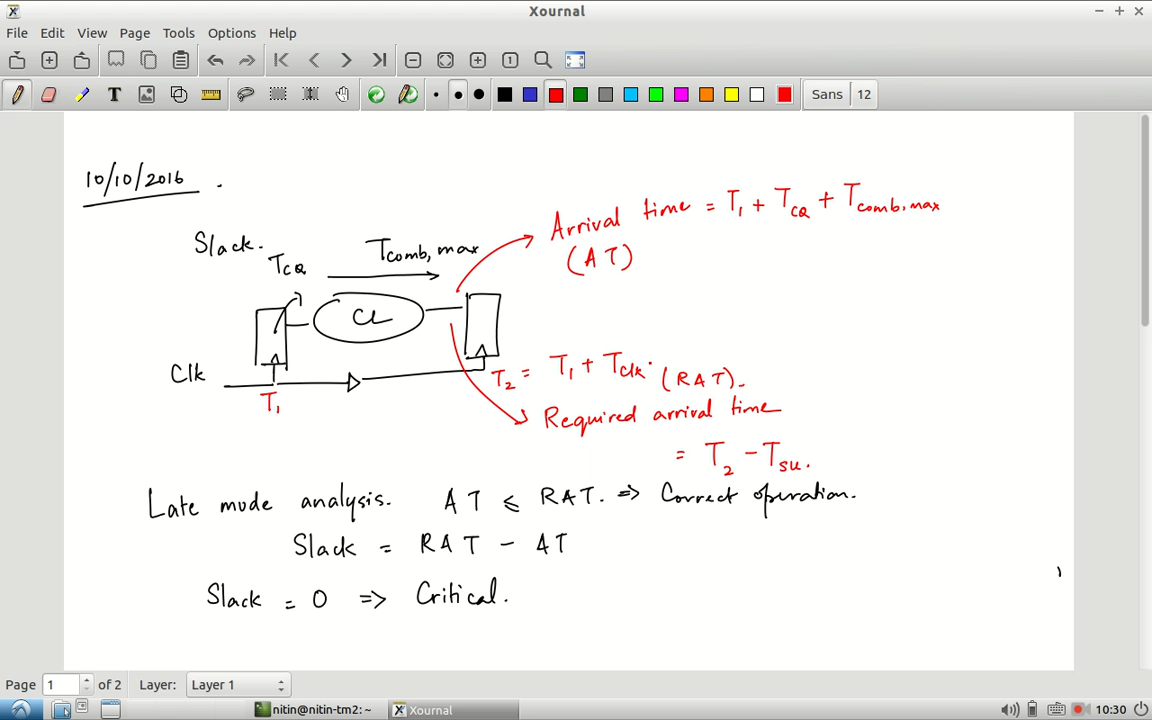 Xournal
File Edit View Page Tools Options Help
T Sans 12
10/10/2016
Slack.
Arrival time = T1 + TCQ + Tcomb,max
(AT)
TCQ Tcomb, max
CL
Clk
T1
T2 = T1 + Tclk. (RAT).
Required arrival time
= T2 - Tsu.
Late mode analysis. AT ≤ RAT. => Correct operation.
Slack = RAT - AT
Slack = 0 => Critical.
Page 1 of 2 Layer: Layer 1
nitin@nitin-tm2: ~ Xournal 10:30